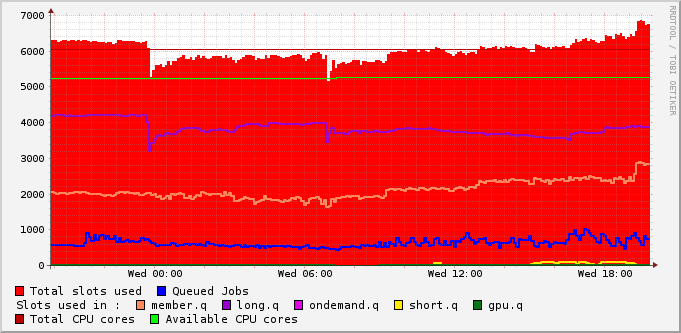 RRDTOOL / TOBI OETIKER
7000
6000
5000
4000
3000
2000
1000
0
Wed 00:00 Wed 06:00 Wed 12:00 Wed 18:00
Total slots used Queued Jobs
Slots used in : member.q long.q ondemand.q short.q gpu.q
Total CPU cores Available CPU cores